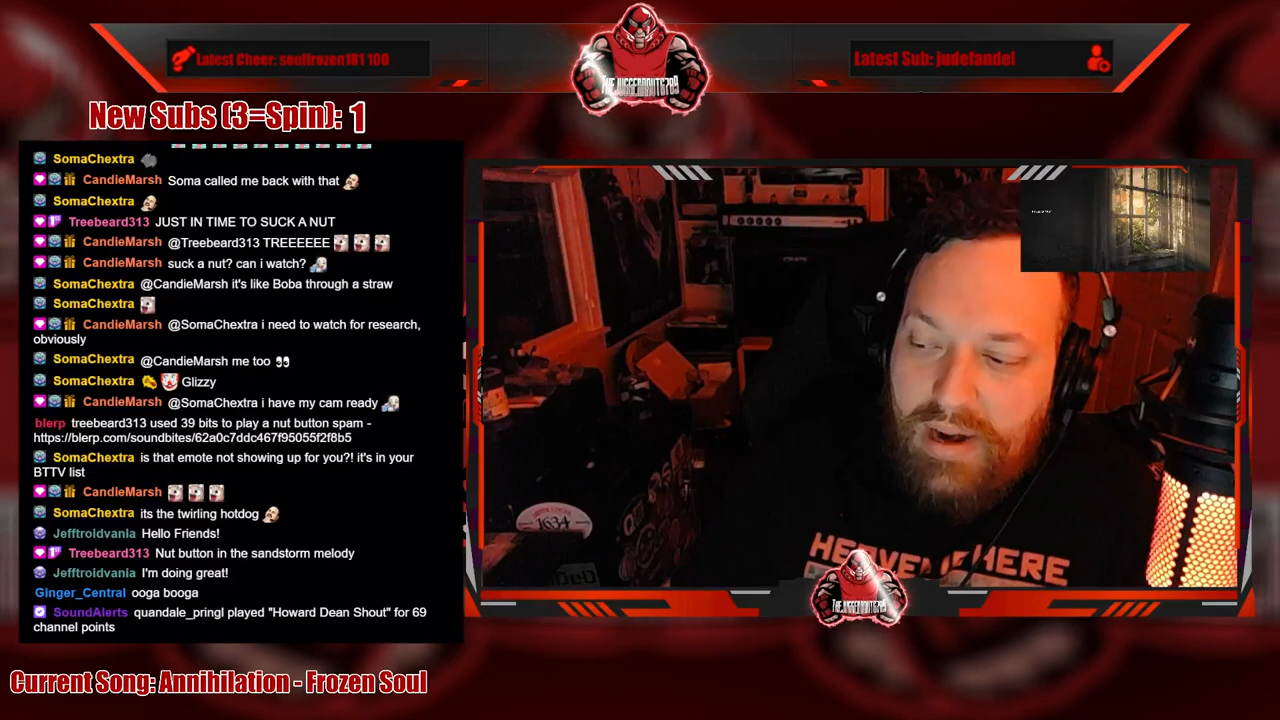 Latest Cheer: soulfrozen181 100
THEJUGGERNAUT6789
Latest Sub: judefandel
New Subs (3=Spin): 1
SomaChextra
CandieMarsh Soma called me back with that
SomaChextra
Treebeard313 JUST IN TIME TO SUCK A NUT
CandieMarsh @Treebeard313 TREEEEEE
CandieMarsh suck a nut? can i watch?
SomaChextra @CandieMarsh it's like Boba through a straw
SomaChextra
CandieMarsh @SomaChextra i need to watch for research,
obviously
SomaChextra @CandieMarsh me too
SomaChextra Glizzy
CandieMarsh @SomaChextra i have my cam ready
blerp treebeard313 used 39 bits to play a nut button spam -
https://blerp.com/soundbites/62a0c7ddc467f95055f2f8b5
SomaChextra is that emote not showing up for you?! it's in your
BTTV list
CandieMarsh
SomaChextra its the twirling hotdog
Jefftroidvania Hello Friends!
Treebeard313 Nut button in the sandstorm melody
Jefftroidvania I'm doing great!
Ginger_Central ooga booga
SoundAlerts quandale_pringl played "Howard Dean Shout" for 69
channel points
1634
THEJUGGERNAUT6789
Current Song: Annihilation - Frozen Soul